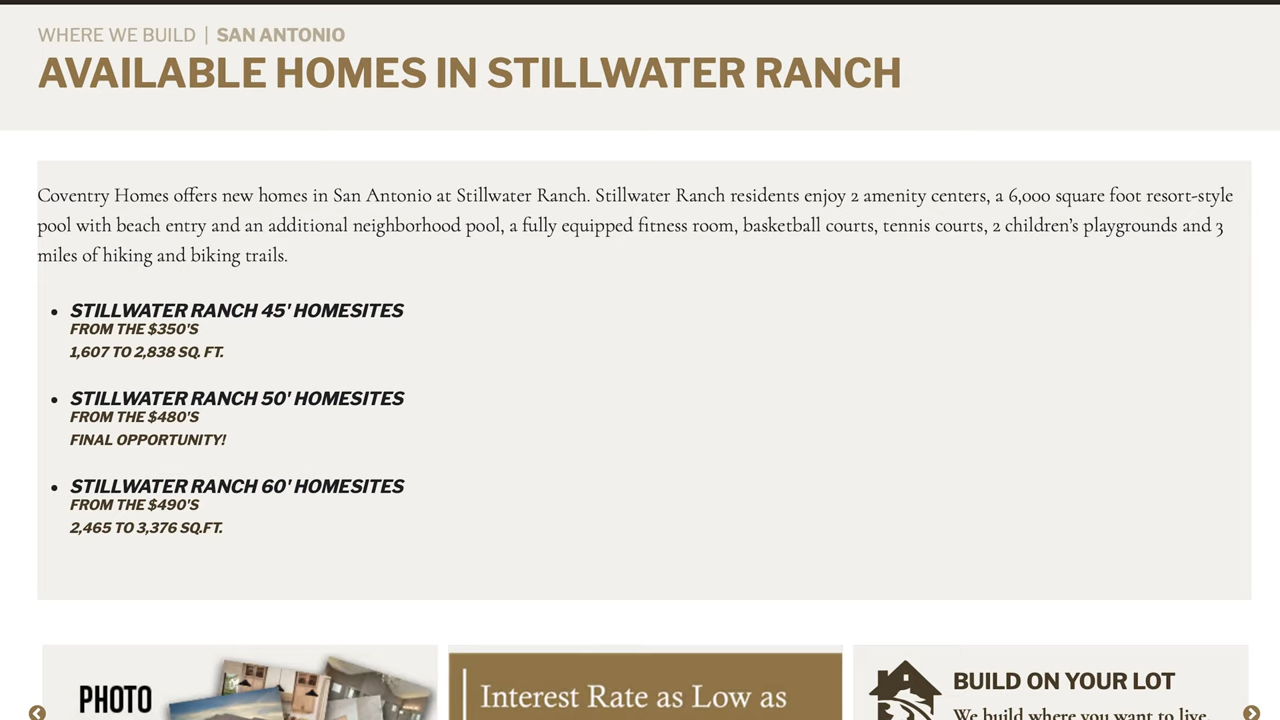 WHERE WE BUILD | SAN ANTONIO
AVAILABLE HOMES IN STILLWATER RANCH
Coventry Homes offers new homes in San Antonio at Stillwater Ranch. Stillwater Ranch residents enjoy 2 amenity centers, a 6,000 square foot resort-style
pool with beach entry and an additional neighborhood pool, a fully equipped fitness room, basketball courts, tennis courts, 2 children’s playgrounds and 3
miles of hiking and biking trails.
• STILLWATER RANCH 45' HOMESITES
FROM THE $350'S
1,607 TO 2,838 SQ. FT.
• STILLWATER RANCH 50' HOMESITES
FROM THE $480'S
FINAL OPPORTUNITY!
• STILLWATER RANCH 60' HOMESITES
FROM THE $490'S
2,465 TO 3,376 SQ.FT.
PHOTO
Interest Rate as Low as
BUILD ON YOUR LOT
We build where you want to live.